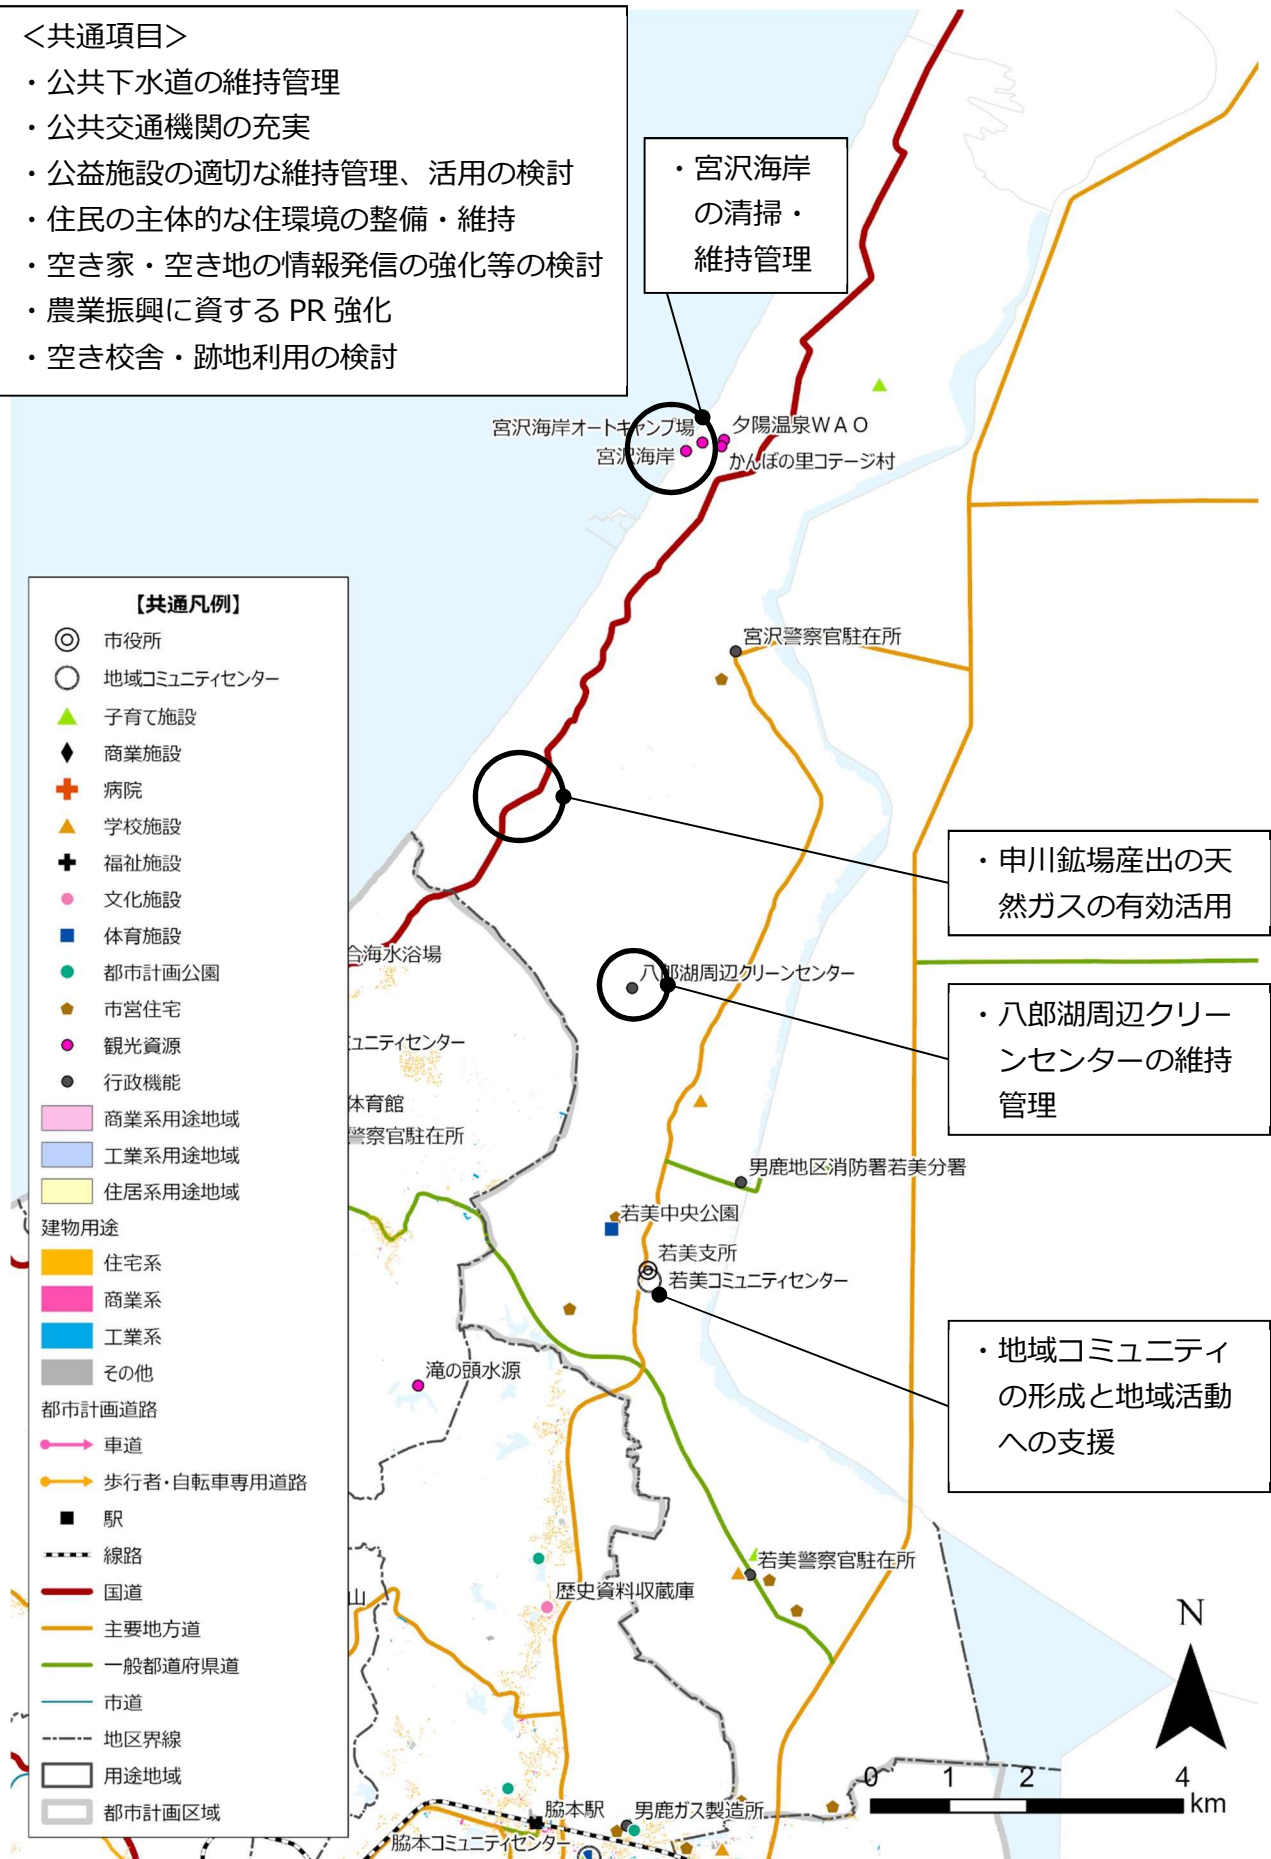 ＜共通項目＞
・公共下水道の維持管理
・公共交通機関の充実
・公益施設の適切な維持管理、活用の検討
・住民の主体的な住環境の整備・維持
・空き家・空き地の情報発信の強化等の検討
・農業振興に資する PR 強化
・空き校舎・跡地利用の検討
・宮沢海岸
の清掃・
維持管理
宮沢海岸オートキャンプ場
夕陽温泉WAO
宮沢海岸
かんぽの里コテージ村
【共通凡例】
市役所
地域コミュニティセンター
子育て施設
商業施設
病院
学校施設
福祉施設
文化施設
体育施設
都市計画公園
市営住宅
観光資源
行政機能
商業系用途地域
工業系用途地域
住居系用途地域
建物用途
住宅系
商業系
工業系
その他
都市計画道路
車道
歩行者・自転車専用道路
駅
線路
国道
主要地方道
一般都道府県道
市道
地区界線
用途地域
都市計画区域
宮沢警察官駐在所
・申川鉱場産出の天
然ガスの有効活用
合海水浴場
八郎湖周辺クリーンセンター
・八郎湖周辺クリー
ンセンターの維持
管理
ュニティセンター
体育館
警察官駐在所
男鹿地区消防署若美分署
若美中央公園
若美支所
若美コミュニティセンター
・地域コミュニティ
の形成と地域活動
への支援
滝の頭水源
若美警察官駐在所
歴史資料収蔵庫
山
N
0 1 2 4
km
脇本駅
男鹿ガス製造所
脇本コミュニティセンター